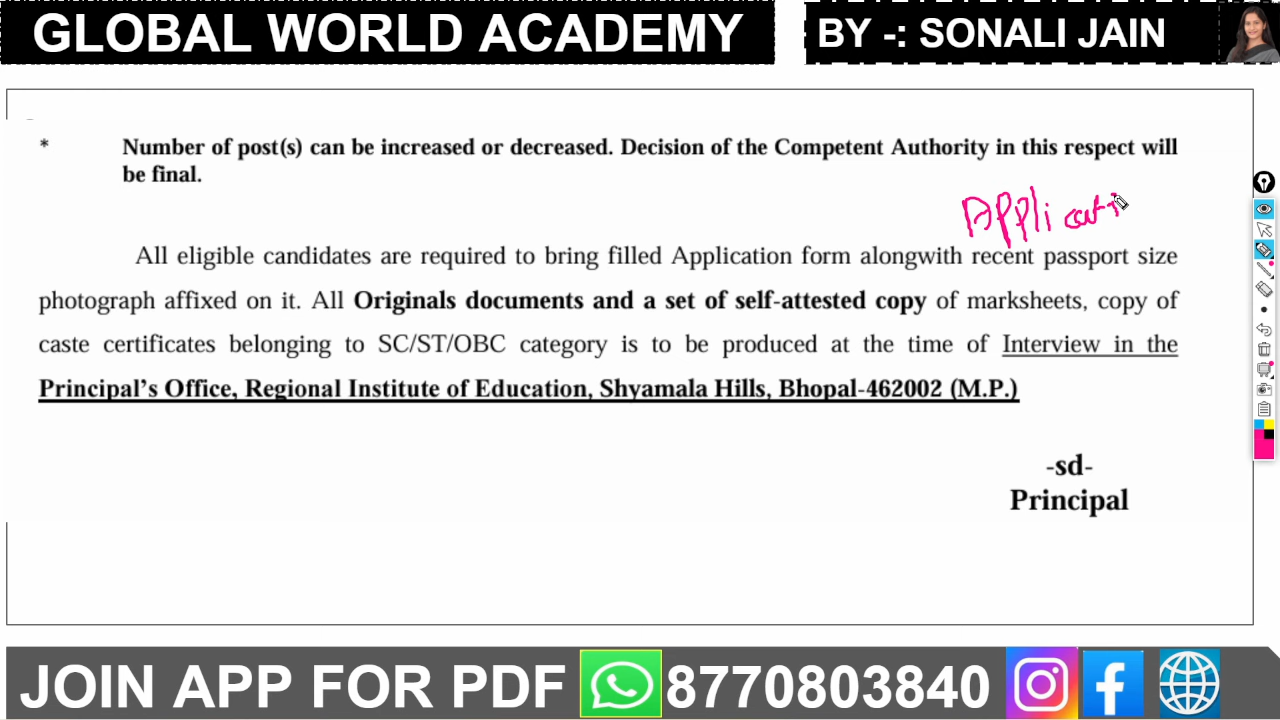 GLOBAL WORLD ACADEMY
BY -: SONALI JAIN
* Number of post(s) can be increased or decreased. Decision of the Competent Authority in this respect will
be final.
Applicati
All eligible candidates are required to bring filled Application form alongwith recent passport size
photograph affixed on it. All Originals documents and a set of self-attested copy of marksheets, copy of
caste certificates belonging to SC/ST/OBC category is to be produced at the time of Interview in the
Principal's Office, Regional Institute of Education, Shyamala Hills, Bhopal-462002 (M.P.)
-sd-
Principal
JOIN APP FOR PDF 8770803840